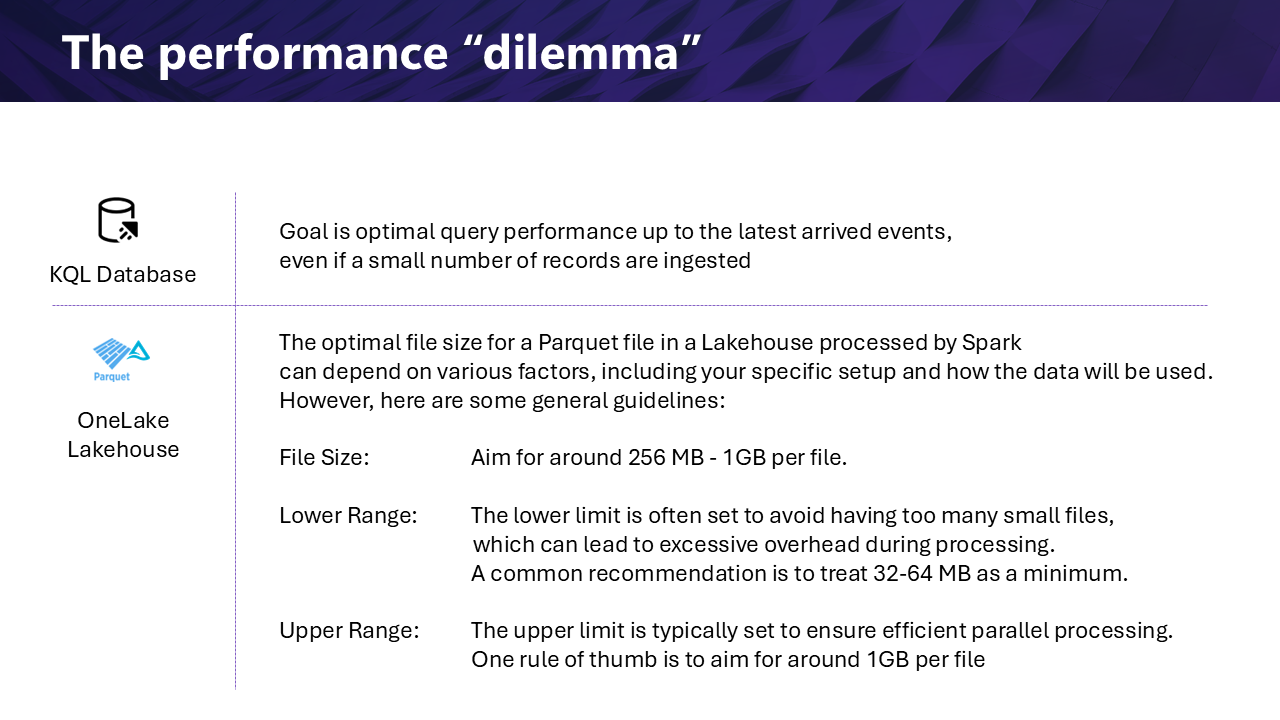 The performance “dilemma”
KQL Database
Goal is optimal query performance up to the latest arrived events,
even if a small number of records are ingested
Parquet
OneLake
Lakehouse
The optimal file size for a Parquet file in a Lakehouse processed by Spark
can depend on various factors, including your specific setup and how the data will be used.
However, here are some general guidelines:
File Size: Aim for around 256 MB - 1GB per file.
Lower Range: The lower limit is often set to avoid having too many small files,
which can lead to excessive overhead during processing.
A common recommendation is to treat 32-64 MB as a minimum.
Upper Range: The upper limit is typically set to ensure efficient parallel processing.
One rule of thumb is to aim for around 1GB per file